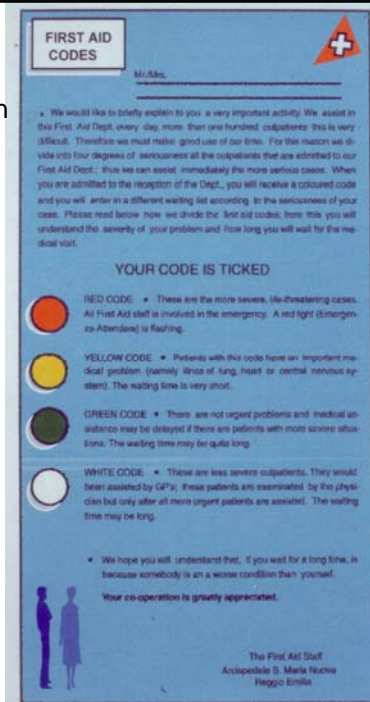 n
FIRST AID
CODES
Mr./Mrs.
• We would like to briefly explain to you a very important activity. We assist in
this First Aid Dept. every day, more then one hundred outpatients this is very
difficult. Therefore we must make good use of our time. For this reason we di-
vide into four degrees of seriousness all the outpatients that are admitted to our
First Aid Dept.; thus we can assist immediately the more serious cases. When
you are admitted to the reception of the Dept., you will receive a coloured code
and you will enter in a different waiting list according to the seriousness of your
case. Please read below how we divide the first aid codes; from this you will
understand the severity of your problem and how long you will wait for the me-
dical visit.
YOUR CODE IS TICKED
RED CODE • These are the more severe, life-threatening cases.
All First Aid staff is involved in the emergency. A red light (Emergen-
za-Attendere) is flashing.
YELLOW CODE • Patients with this code have an important me-
dical problem (namely illnes of lung, heart or central nervous sy-
stem). The waiting time is very short.
GREEN CODE • There are not urgent problems and medical as-
sistance may be delayed if there are patients with more severe situa-
tions. The waiting time may be quite long.
WHITE CODE • These are less severe outpatients. They would
been assisted by GP's; these patients are examinated by the physi-
cian but only after all more urgent patients are assisted. The waiting
time may be long.
• We hope you will understand that, if you wait for a long time, is
because somebody is an a worse condition than yourself.
Your co-operation is greatly appreciated.
The First Aid Staff
Arcispedele S. Maria Nuova
Reggio Emilia